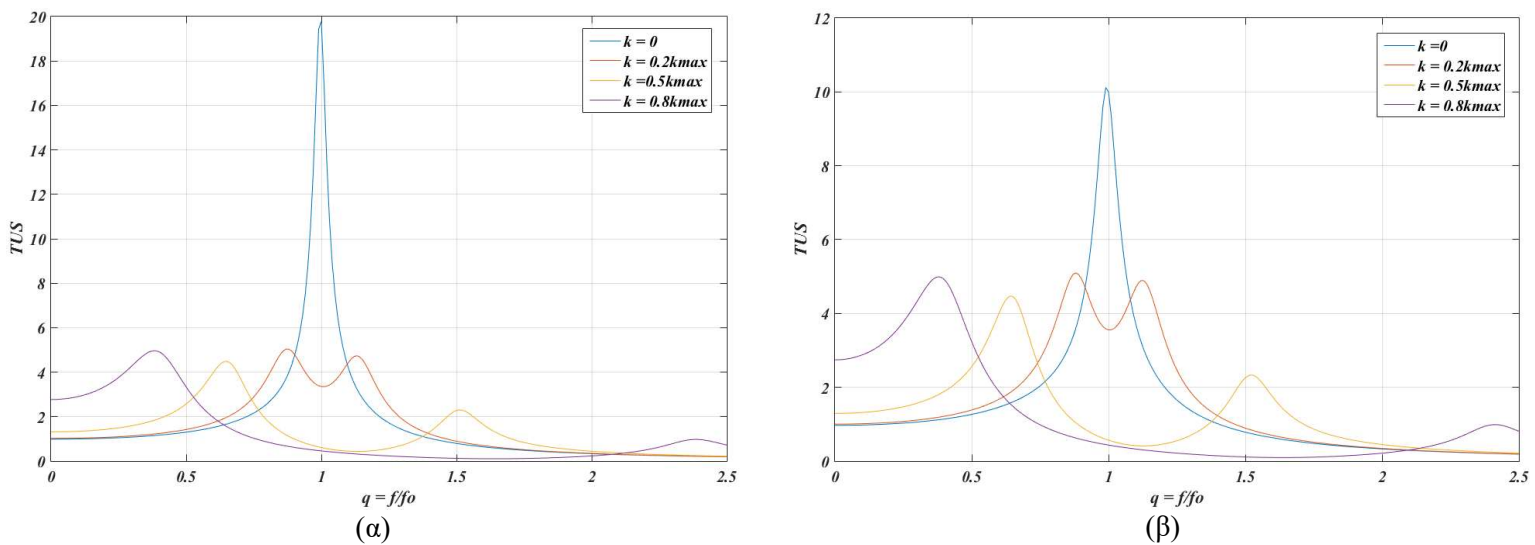 20
18
16
14
12
10
8
6
4
2
0
TUS
0
0.5
1
1.5
2
2.5
q = f/fo
k = 0
k = 0.2kmax
k =0.5kmax
k = 0.8kmax
(α)
12
10
8
6
4
2
0
TUS
0
0.5
1
1.5
2
2.5
q = f/fo
k =0
k = 0.2kmax
k = 0.5kmax
k = 0.8kmax
(β)